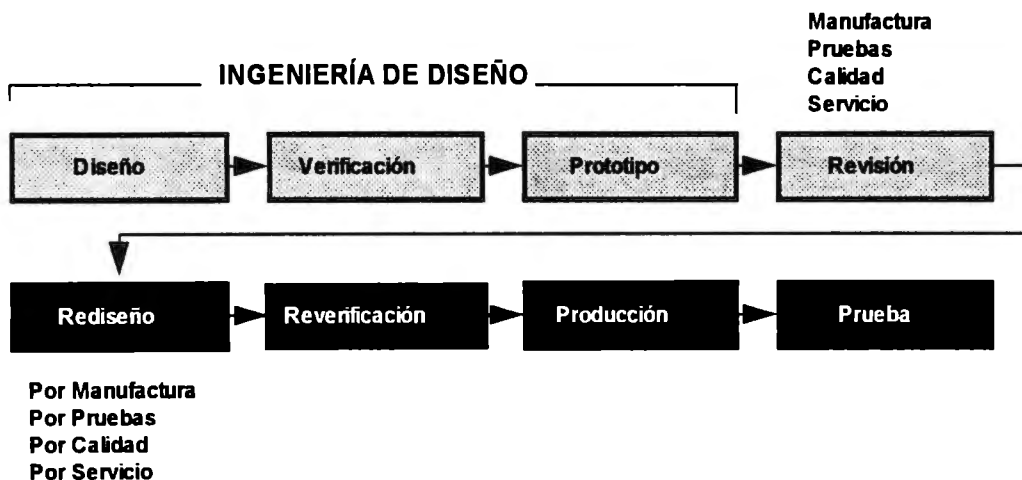 Manufactura
Pruebas
Calidad
Servicio
INGENIERÍA DE DISEÑO
Diseño
Verificación
Prototipo
Revisión
Rediseño
Reverificación
Producción
Prueba
Por Manufactura
Por Pruebas
Por Calidad
Por Servicio